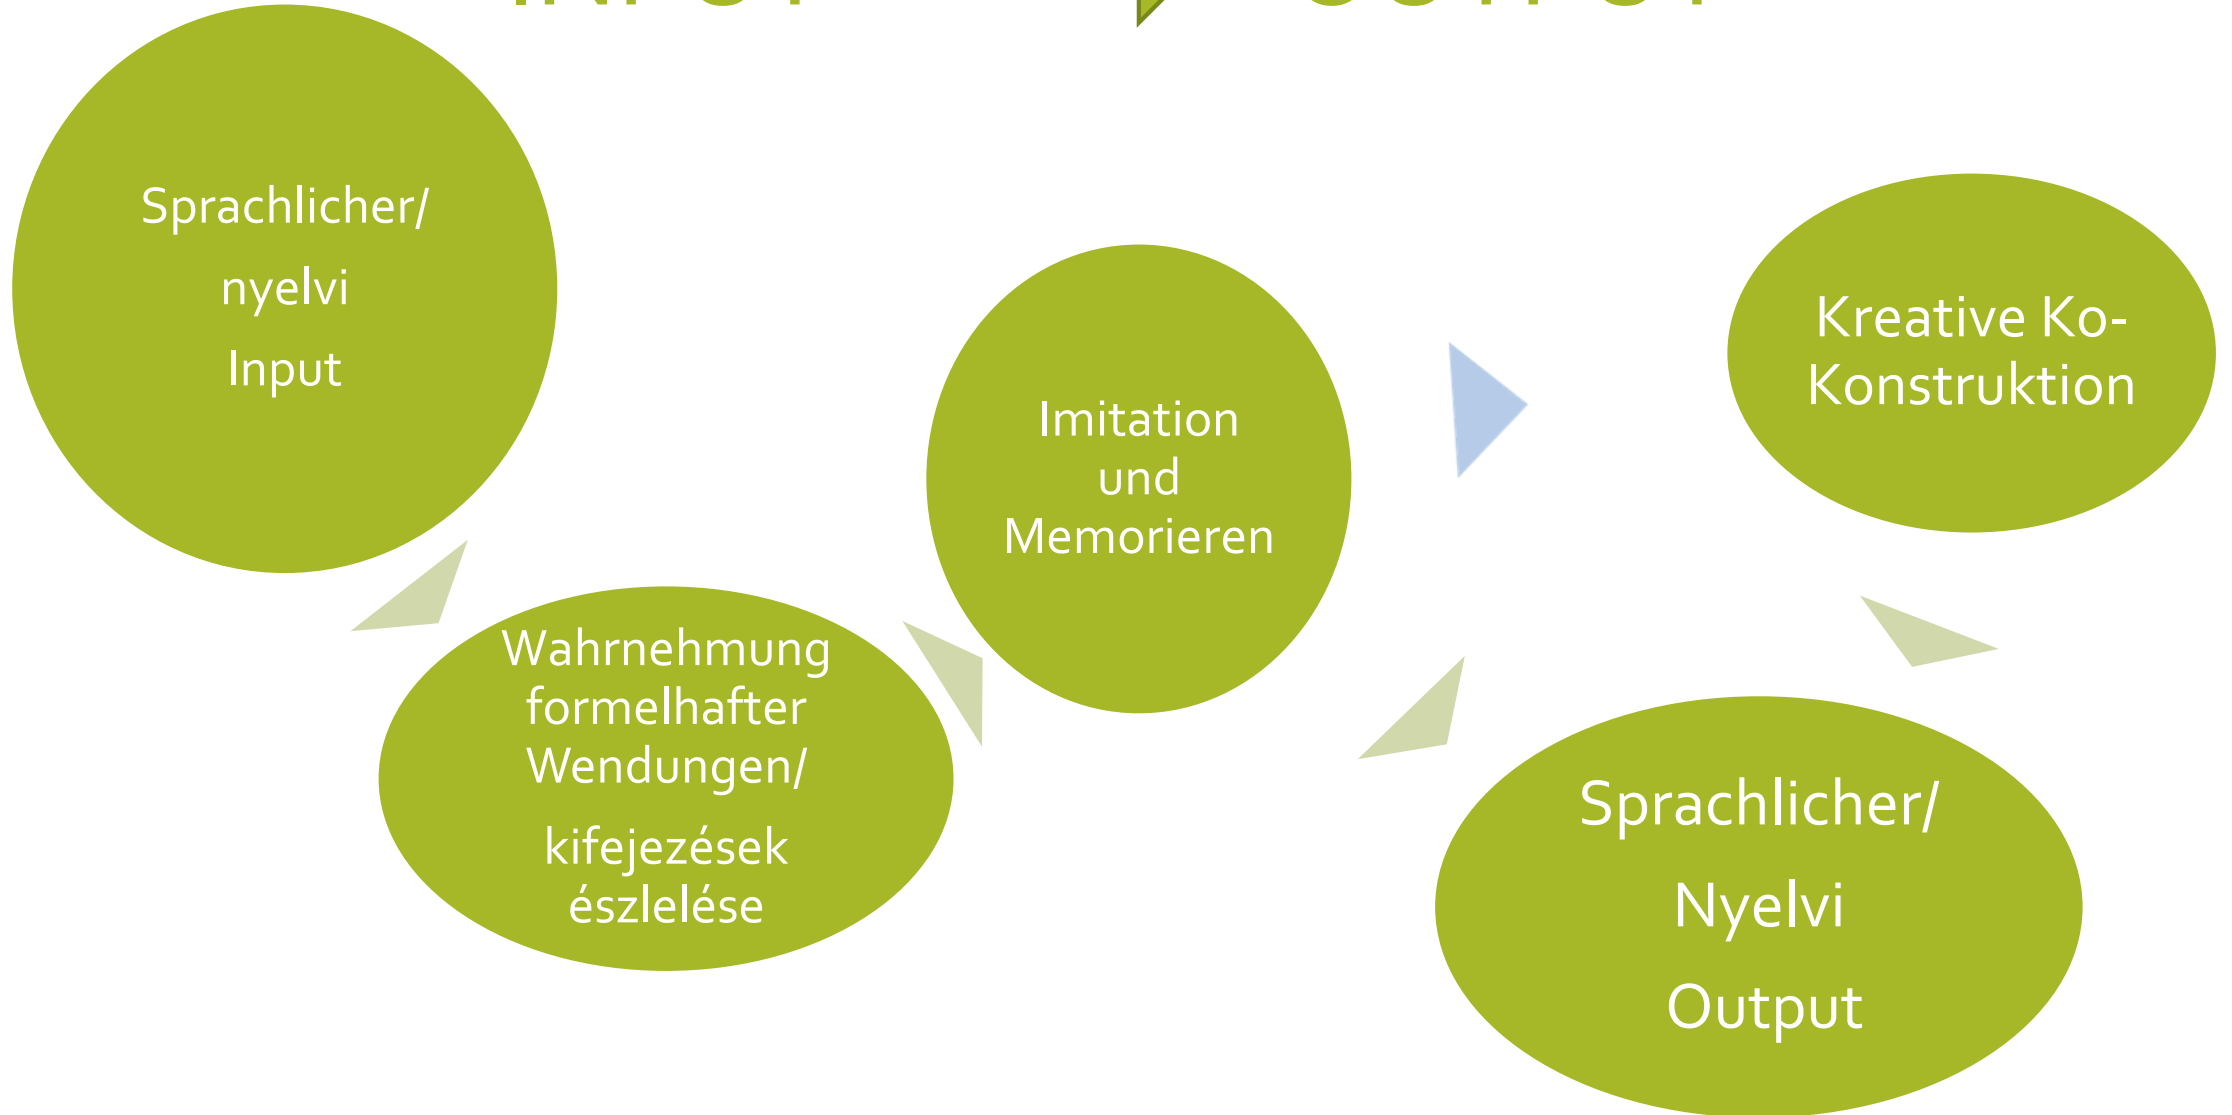 Sprachlicher/
nyelvi
Input
Wahrnehmung
formelhafter
Wendungen/
kifejezések
észlelése
Imitation
und
Memorieren
Kreative Ko-
Konstruktion
Sprachlicher/
Nyelvi
Output